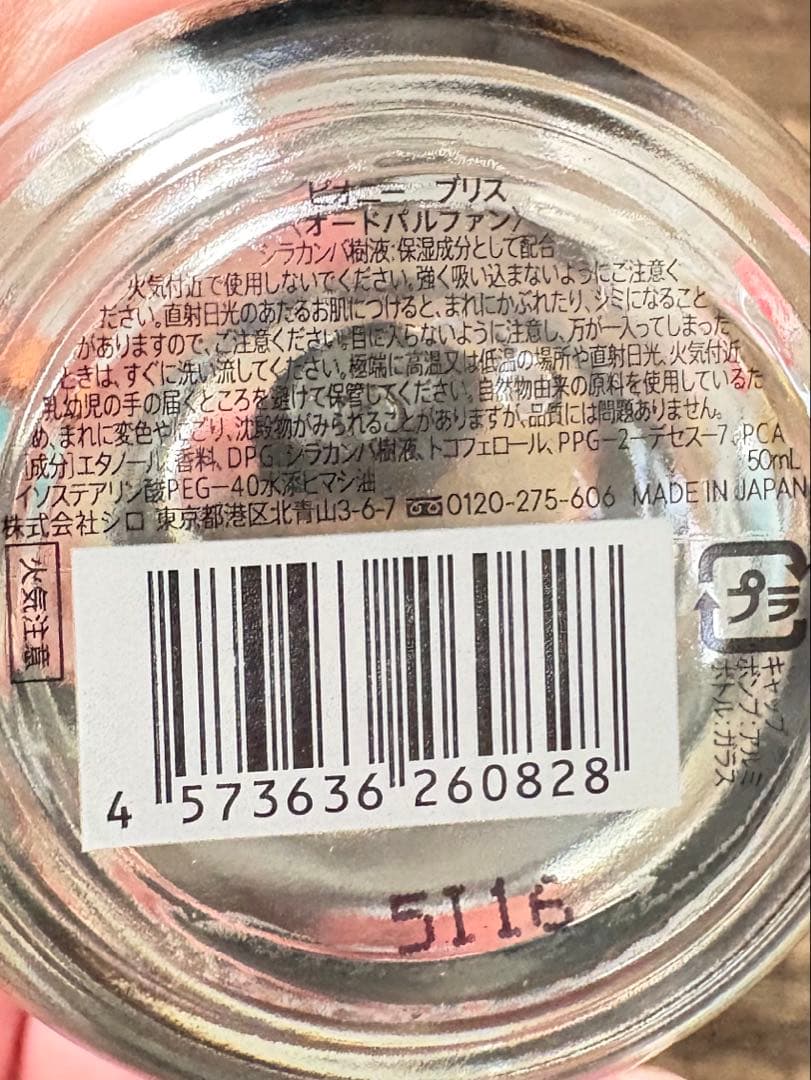 ピオニー ブリス
〈オードパルファン〉
シラカンバ樹液:保湿成分として配合
火気付近で使用しないでください。強く吸い込まないようにご注意く
ださい。直射日光のあたるお肌につけると、まれにかぶれたり、シミになること
がありますので、ご注意ください。目に入らないように注意し、万が一入ってしまった
ときは、すぐに洗い流してください。極端に高温又は低温の場所や直射日光、火気付近、
乳幼児の手の届くところを避けて保管してください。自然物由来の原料を使用しているた
め、まれに変色やにごり、沈殿物がみられることがありますが、品質には問題ありません。
[成分]エタノール、香料、DPG、シラカンバ樹液、トコフェロール、PPG-2-デセス-7、PCA
イソステアリン酸PEG-40水添ヒマシ油 50mL
株式会社シロ 東京都港区北青山3-6-7 0120-275-606 MADE IN JAPAN
火気注意
プラ
キャップ
ポンプ:アルミ
ボトル:ガラス
4 573636 260828
5I16